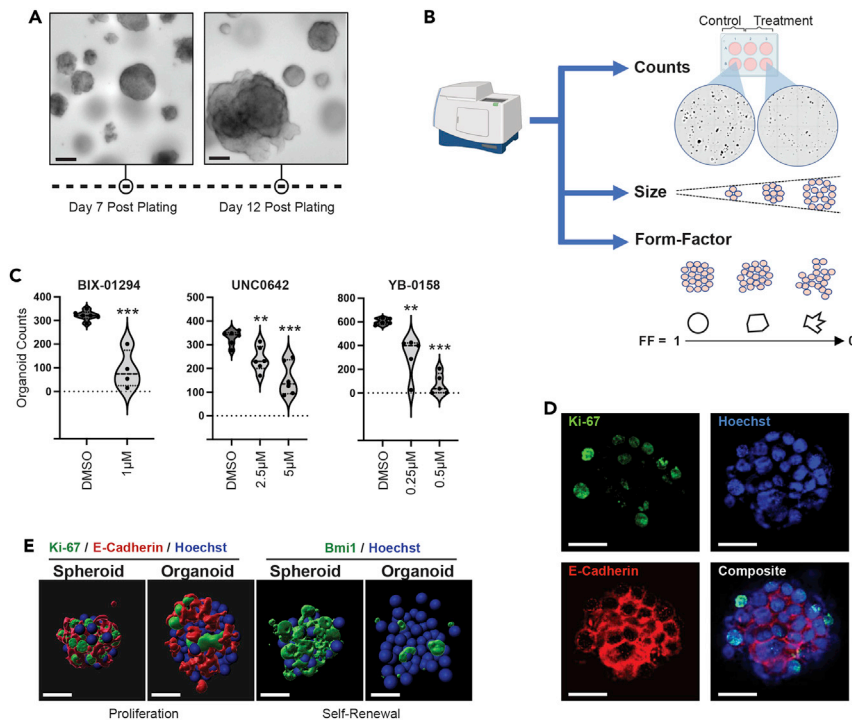 A
Day 7 Post Plating
Day 12 Post Plating
B
Control Treatment
Counts
Size
Form-Factor
FF = 1 0
C
BIX-01294
UNC0642
YB-0158
Organoid Counts
400
300
200
100
0
***
DMSO
1µM
500
400
300
200
100
0
-100
**
***
DMSO
2.5µM
5µM
800
600
400
200
0
**
***
DMSO
0.25µM
0.5µM
D
Ki-67
Hoechst
E-Cadherin
Composite
E
Ki-67 / E-Cadherin / Hoechst
Bmi1 / Hoechst
Spheroid
Organoid
Spheroid
Organoid
Proliferation
Self-Renewal